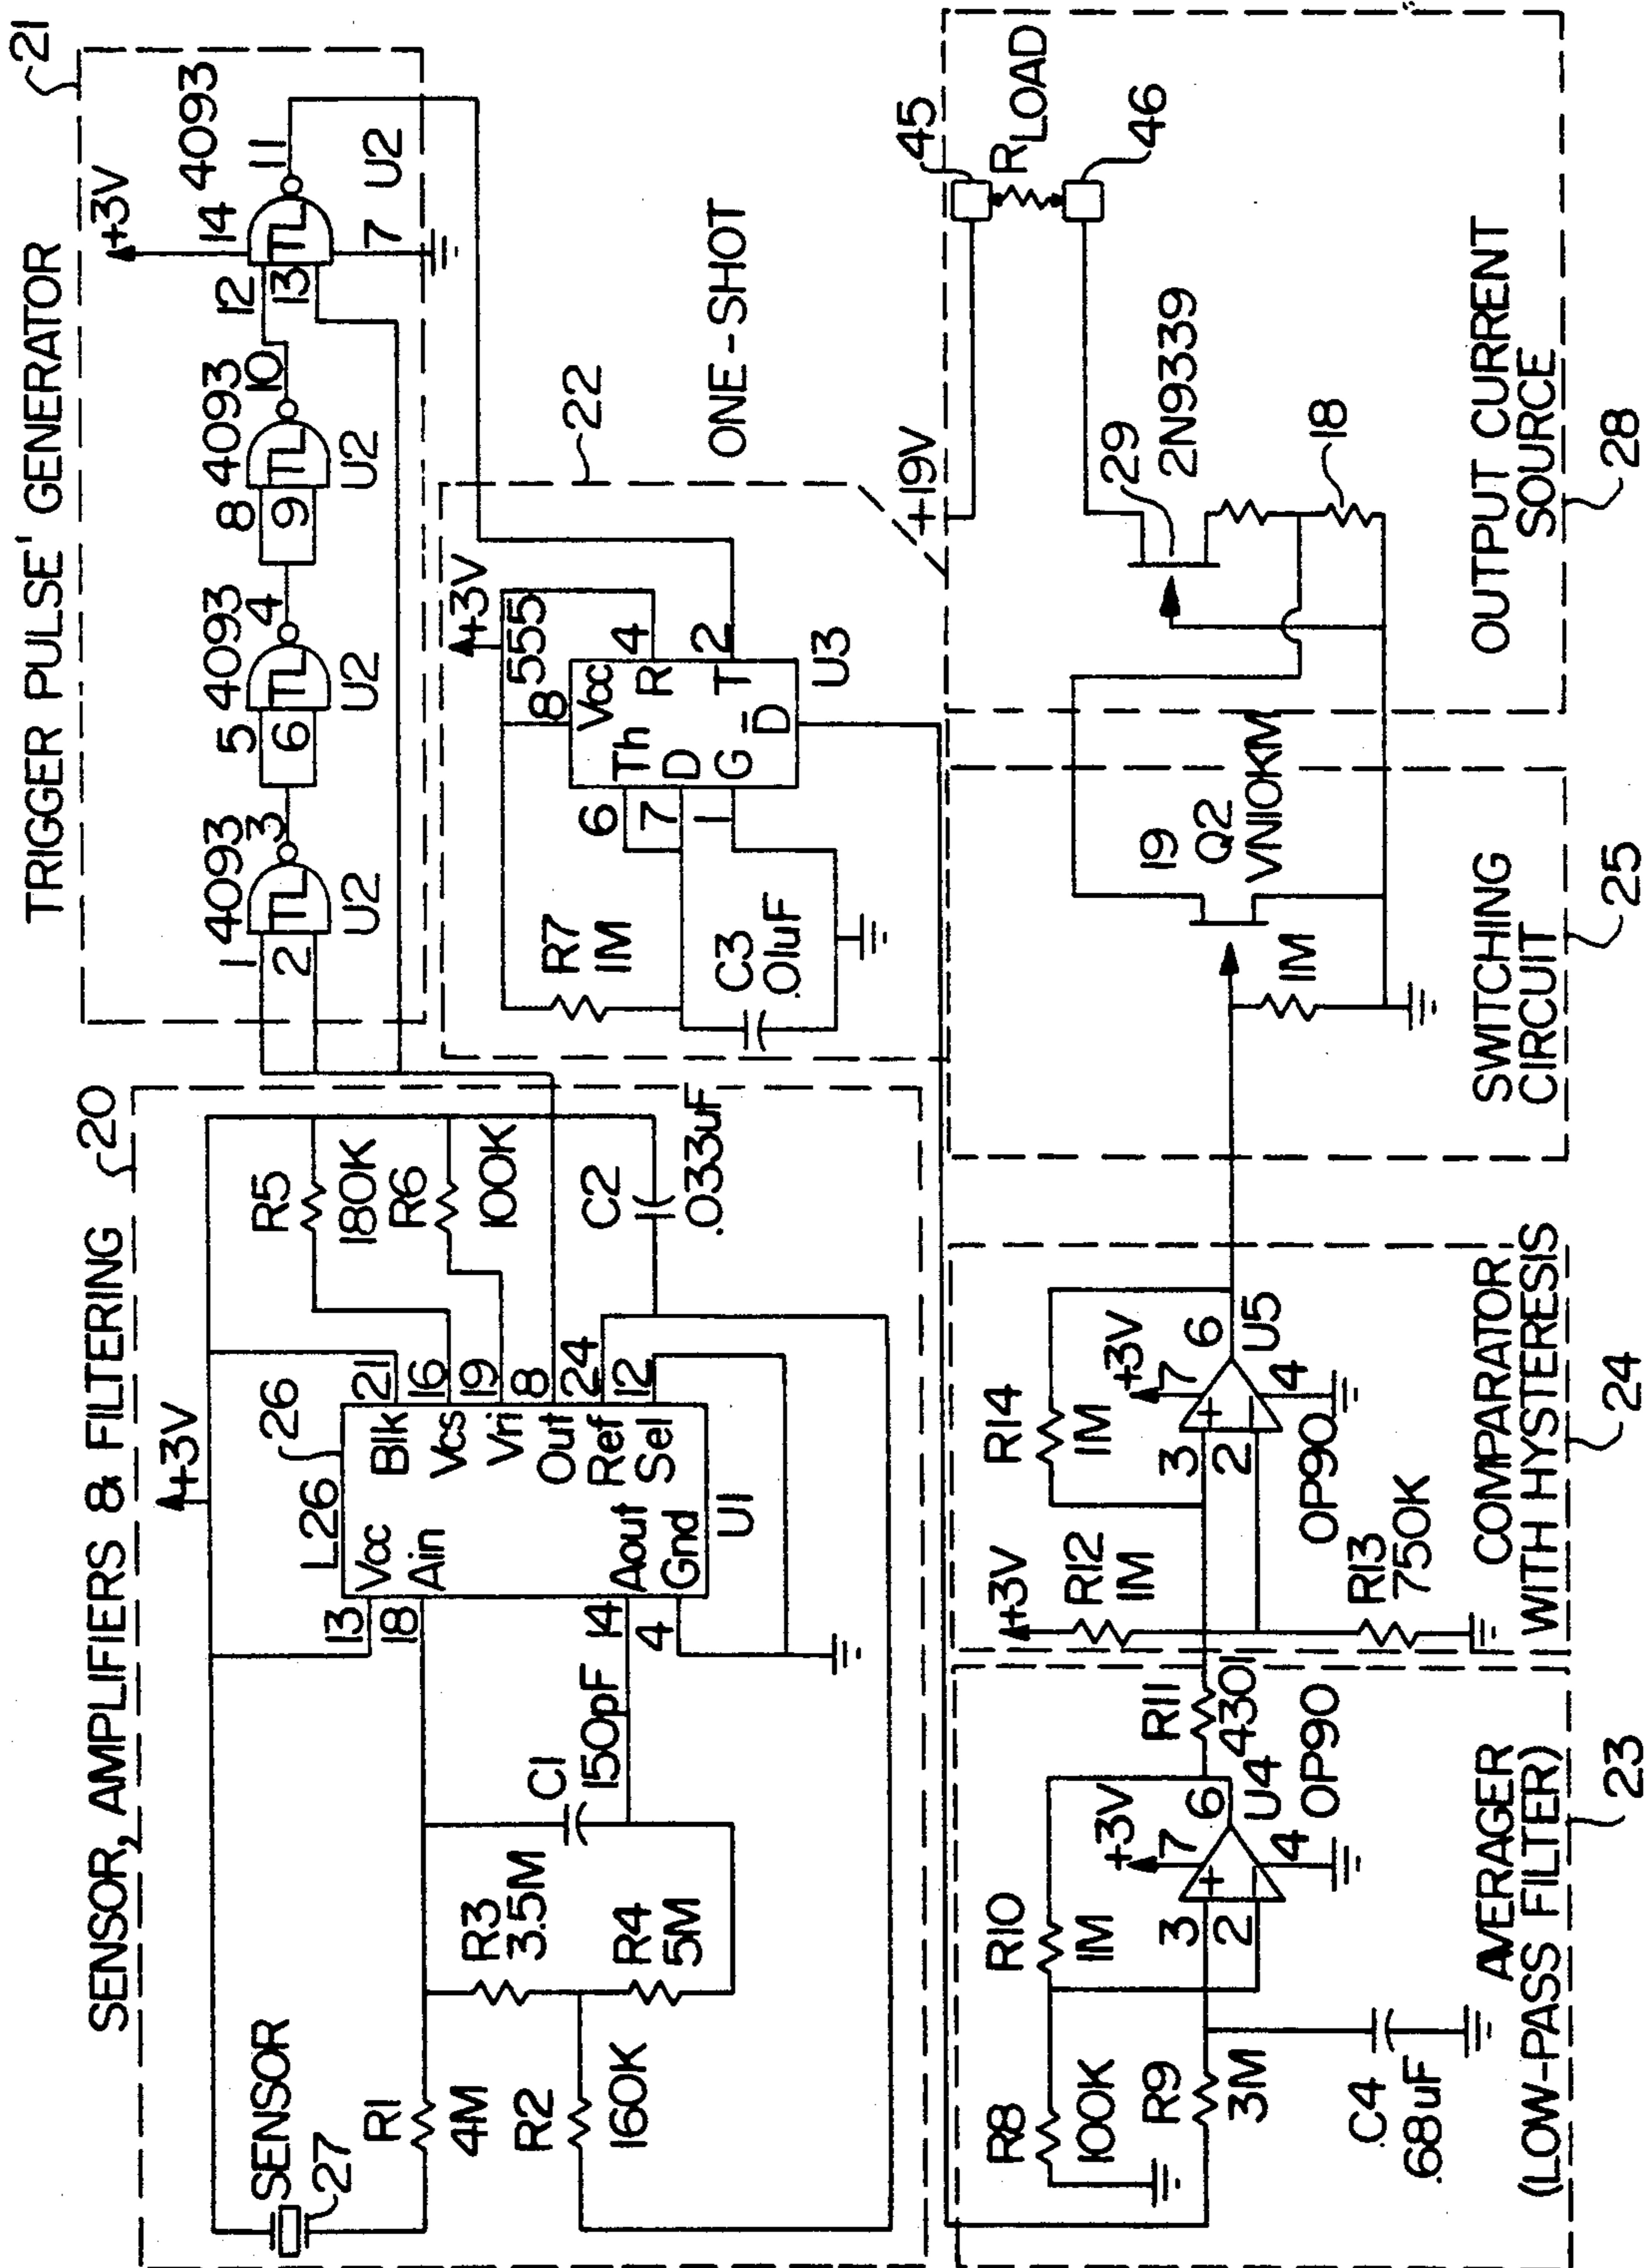 TRIGGER PULSE' GENERATOR
21
+3V
4093
4093
4093
4093
1
2
3
5
6
4
8
9
10
12
13
14
11
7
TL
TL
TL
TL
U2
U2
U2
U2
SENSOR, AMPLIFIERS & FILTERING
20
+3V
SENSOR
27
R1
4M
R2
160K
R3
3.5M
R4
5M
C1
150pF
L26
26
13
18
14
4
Vcc
Ain
Aout
Gnd
Blk
Vcs
Vri
Out
Ref
Sel
21
16
19
8
24
12
U1
R5
180K
R6
100K
C2
.033uF
ONE-SHOT
22
+3V
555
8
4
2
6
7
1
Vcc
Th
R
D
T
G
D
U3
R7
1M
C3
.01uF
R8
100K
R9
3M
C4
.68uF
R10
1M
+3V
3
2
7
6
4
+
-
U4
OP90
R11
4301
AVERAGER
(LOW-PASS FILTER)
23
+3V
R12
1M
R13
750K
R14
1M
+3V
3
2
7
6
4
+
-
U5
OP90
COMPARATOR
WITH HYSTERESIS
24
19
Q2
VN10KM
1M
SWITCHING
CIRCUIT
25
+19V
45
RLOAD
46
29
2N9339
18
OUTPUT CURRENT
SOURCE
28